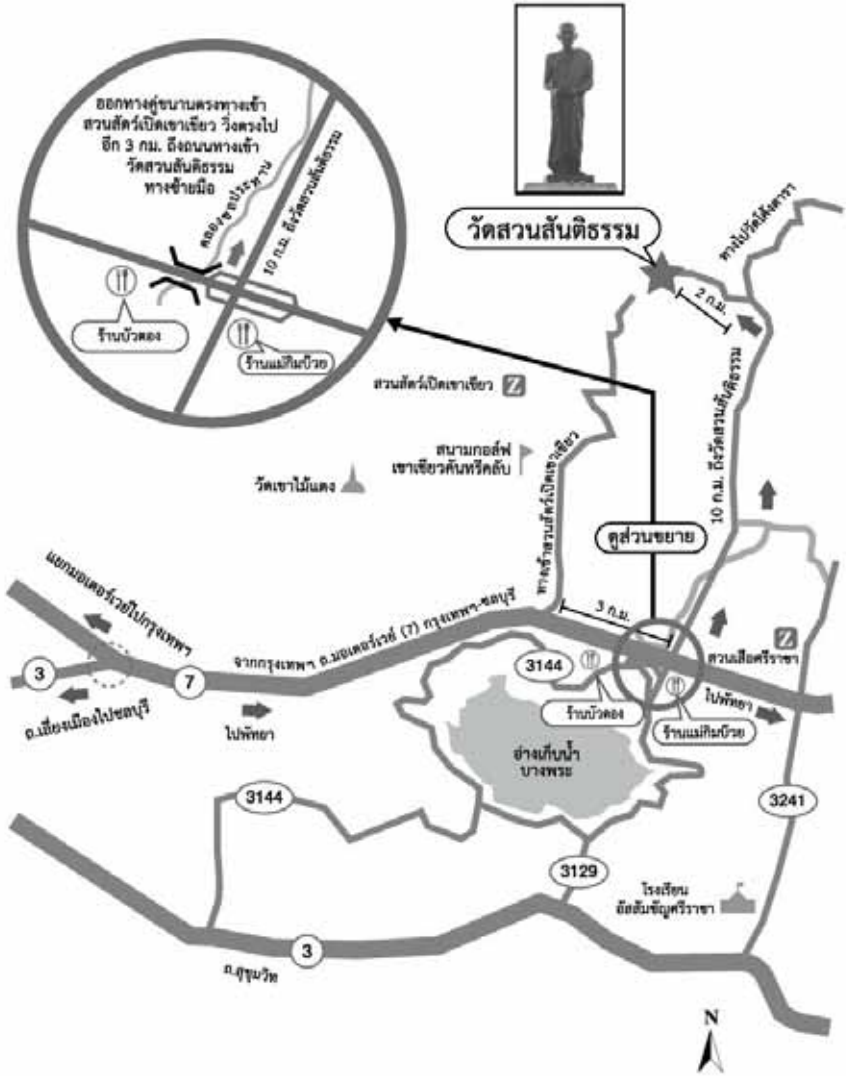 ออกทางคู่ขนานตรงทางเข้า
สวนสัตว์เปิดเขาเขียว วิ่งตรงไป
อีก 3 กม. ถึงถนนทางเข้า
วัดสวนสันติธรรม
ทางซ้ายมือ
คลองชลประทาน
10 ก.ม. ถึงวัดสวนสันติธรรม
ร้านบัวตอง
ร้านแม่กิมบ๊วย
วัดสวนสันติธรรม
ทางไปวัดโค้งดารา
2 ก.ม.
สวนสัตว์เปิดเขาเขียว
Z
สนามกอล์ฟ
เขาเขียวคันทรีคลับ
วัดเขาไม้แดง
ทางเข้าสวนสัตว์เปิดเขาเขียว
10 ก.ม. ถึงวัดสวนสันติธรรม
ดูส่วนขยาย
แยกมอเตอร์เวย์ไปกรุงเทพฯ
3
7
จากกรุงเทพฯ ถ.มอเตอร์เวย์ (7) กรุงเทพฯ-ชลบุรี
3 ก.ม.
ถ.เลี่ยงเมืองไปชลบุรี
ไปพัทยา
3144
ร้านบัวตอง
Z
สวนเสือศรีราชา
ไปพัทยา
ร้านแม่กิมบ๊วย
อ่างเก็บน้ำ
บางพระ
3144
3241
3129
โรงเรียน
อัสสัมชัญศรีราชา
3
ถ.สุขุมวิท
N